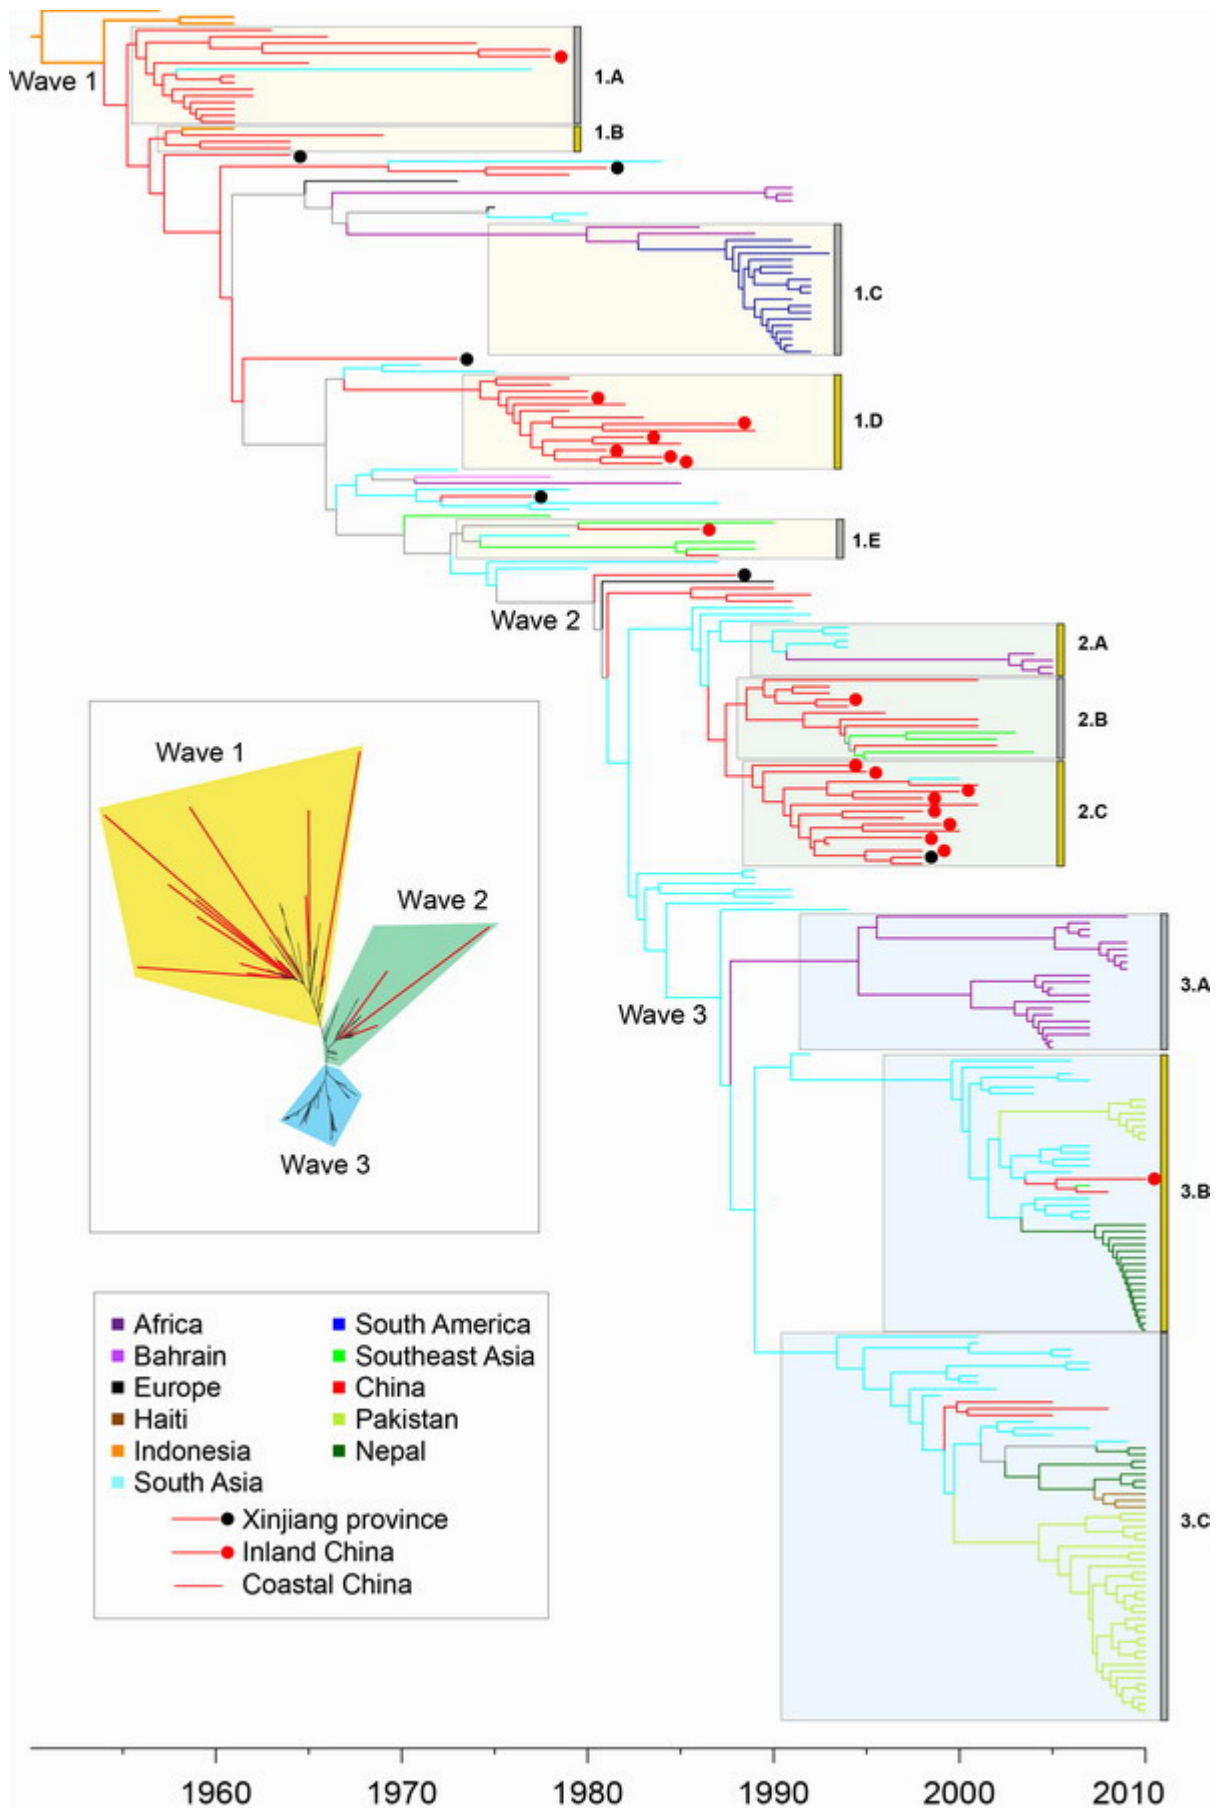 Wave 1
1.A
1.B
1.C
1.D
1.E
Wave 2
2.A
2.B
2.C
Wave 1
Wave 2
Wave 3
Wave 3
3.A
3.B
3.C
Africa
Bahrain
Europe
Haiti
Indonesia
South Asia
South America
Southeast Asia
China
Pakistan
Nepal
Xinjiang province
Inland China
Coastal China
1960 1970 1980 1990 2000 2010